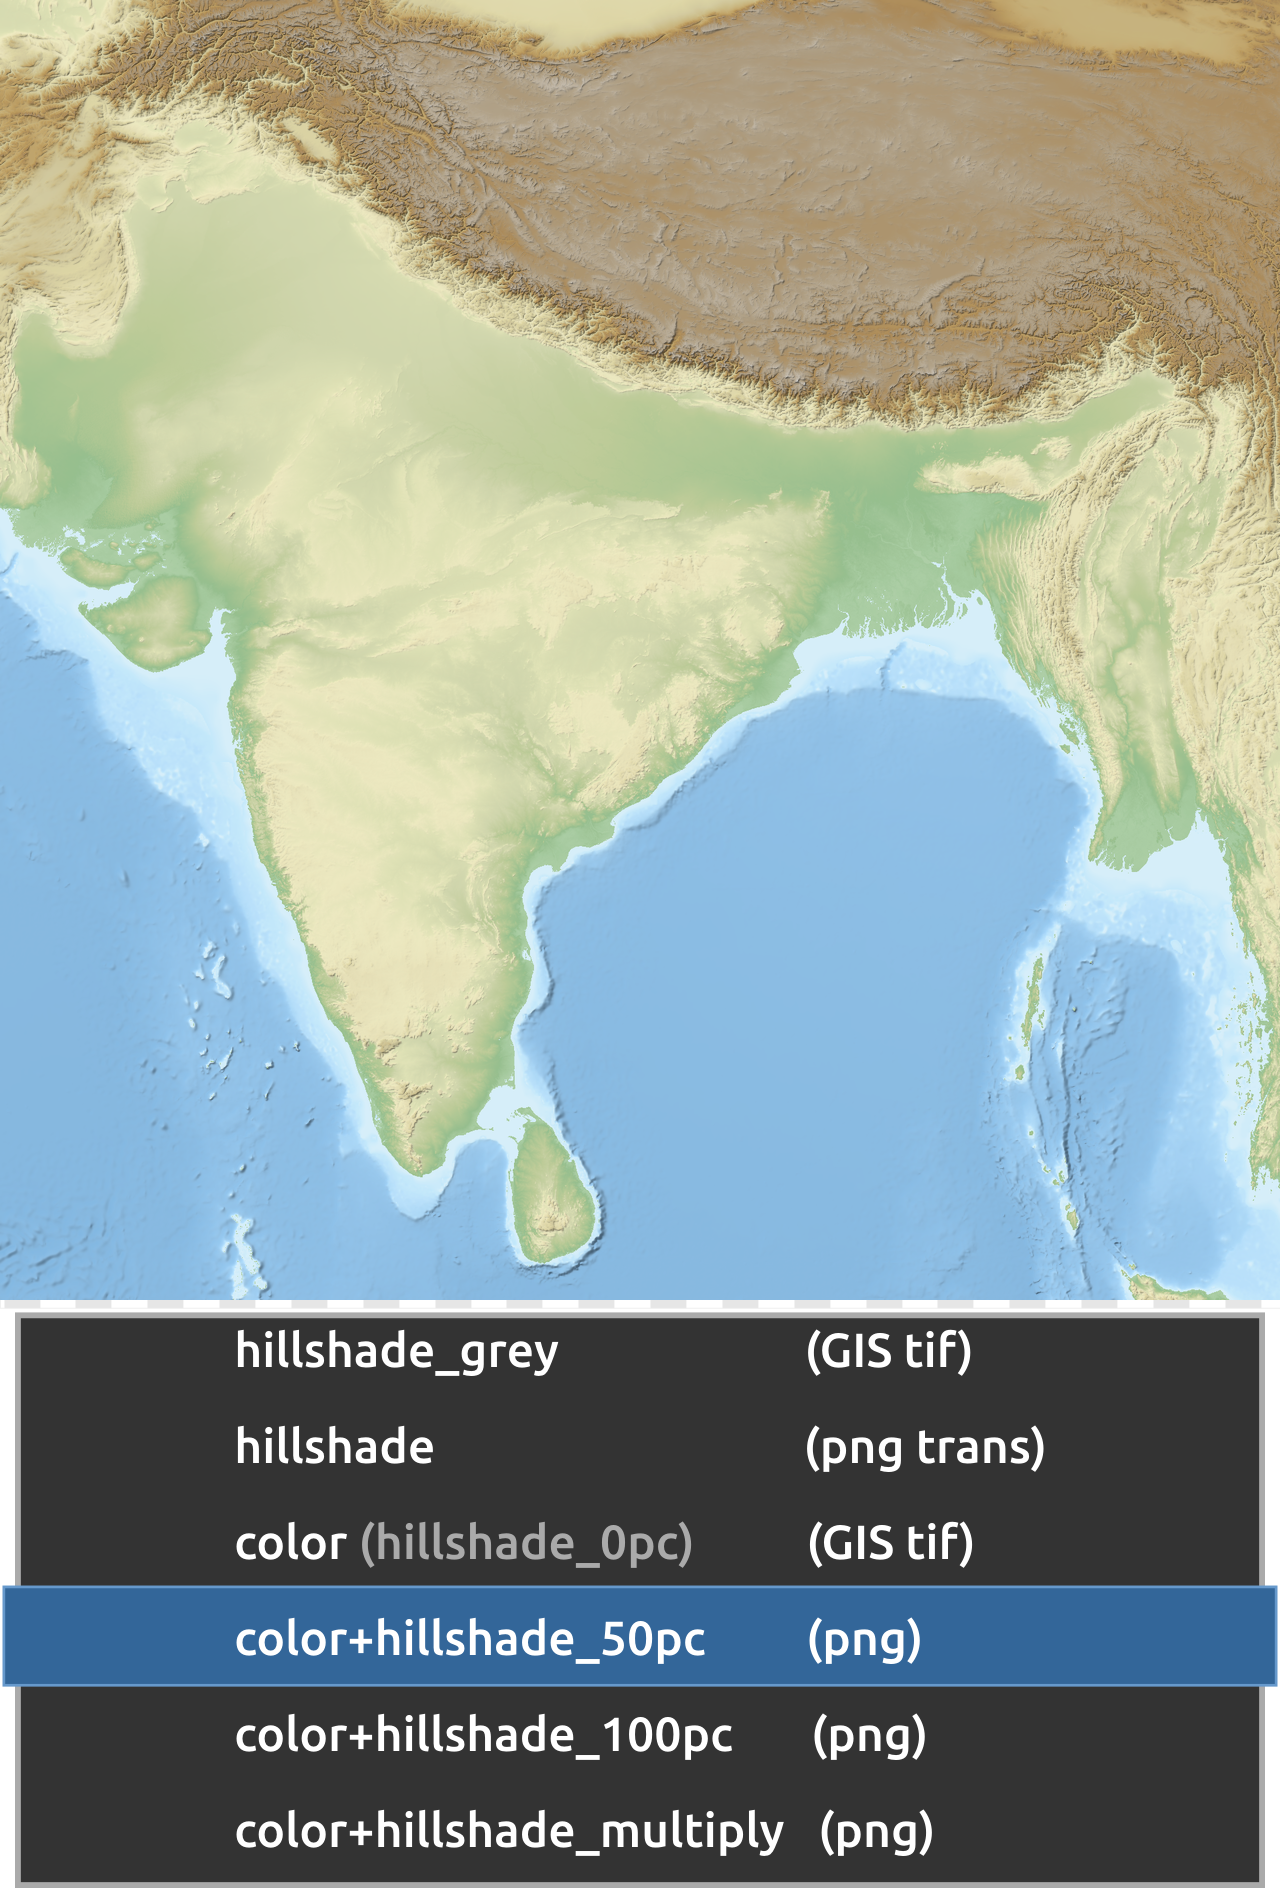 hillshade_grey (GIS tif)
hillshade (png trans)
color (hillshade_0pc) (GIS tif)
color+hillshade_50pc (png)
color+hillshade_100pc (png)
color+hillshade_multiply (png)